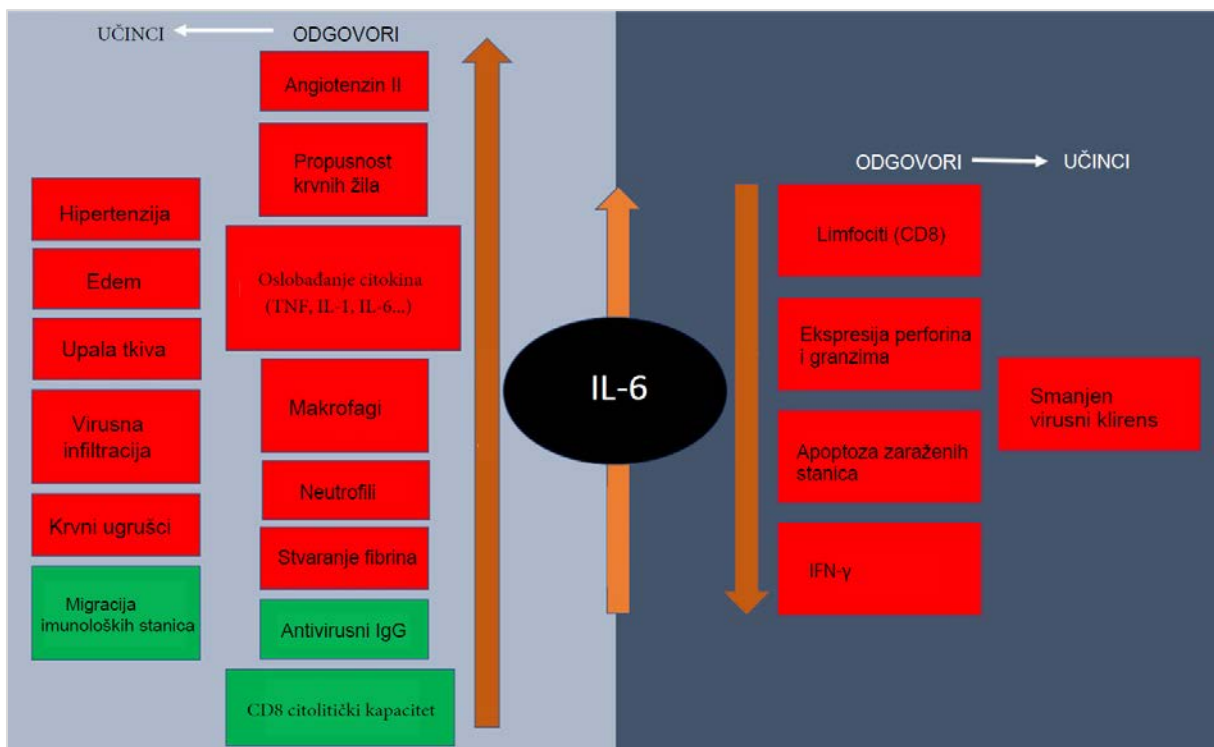 UČINCI
ODGOVORI
Angiotenzin II
Propusnost
krvnih žila
Oslobađanje citokina
(TNF, IL-1, IL-6...)
Makrofagi
Neutrofili
Stvaranje fibrina
Antivirusni IgG
CD8 citolitički kapacitet
Hipertenzija
Edem
Upala tkiva
Virusna
infiltracija
Krvni ugrušci
Migracija
imunoloških stanica
IL-6
ODGOVORI
UČINCI
Limfociti (CD8)
Ekspresija perforina
i granzima
Apoptoza zaraženih
stanica
IFN-γ
Smanjen
virusni klirens